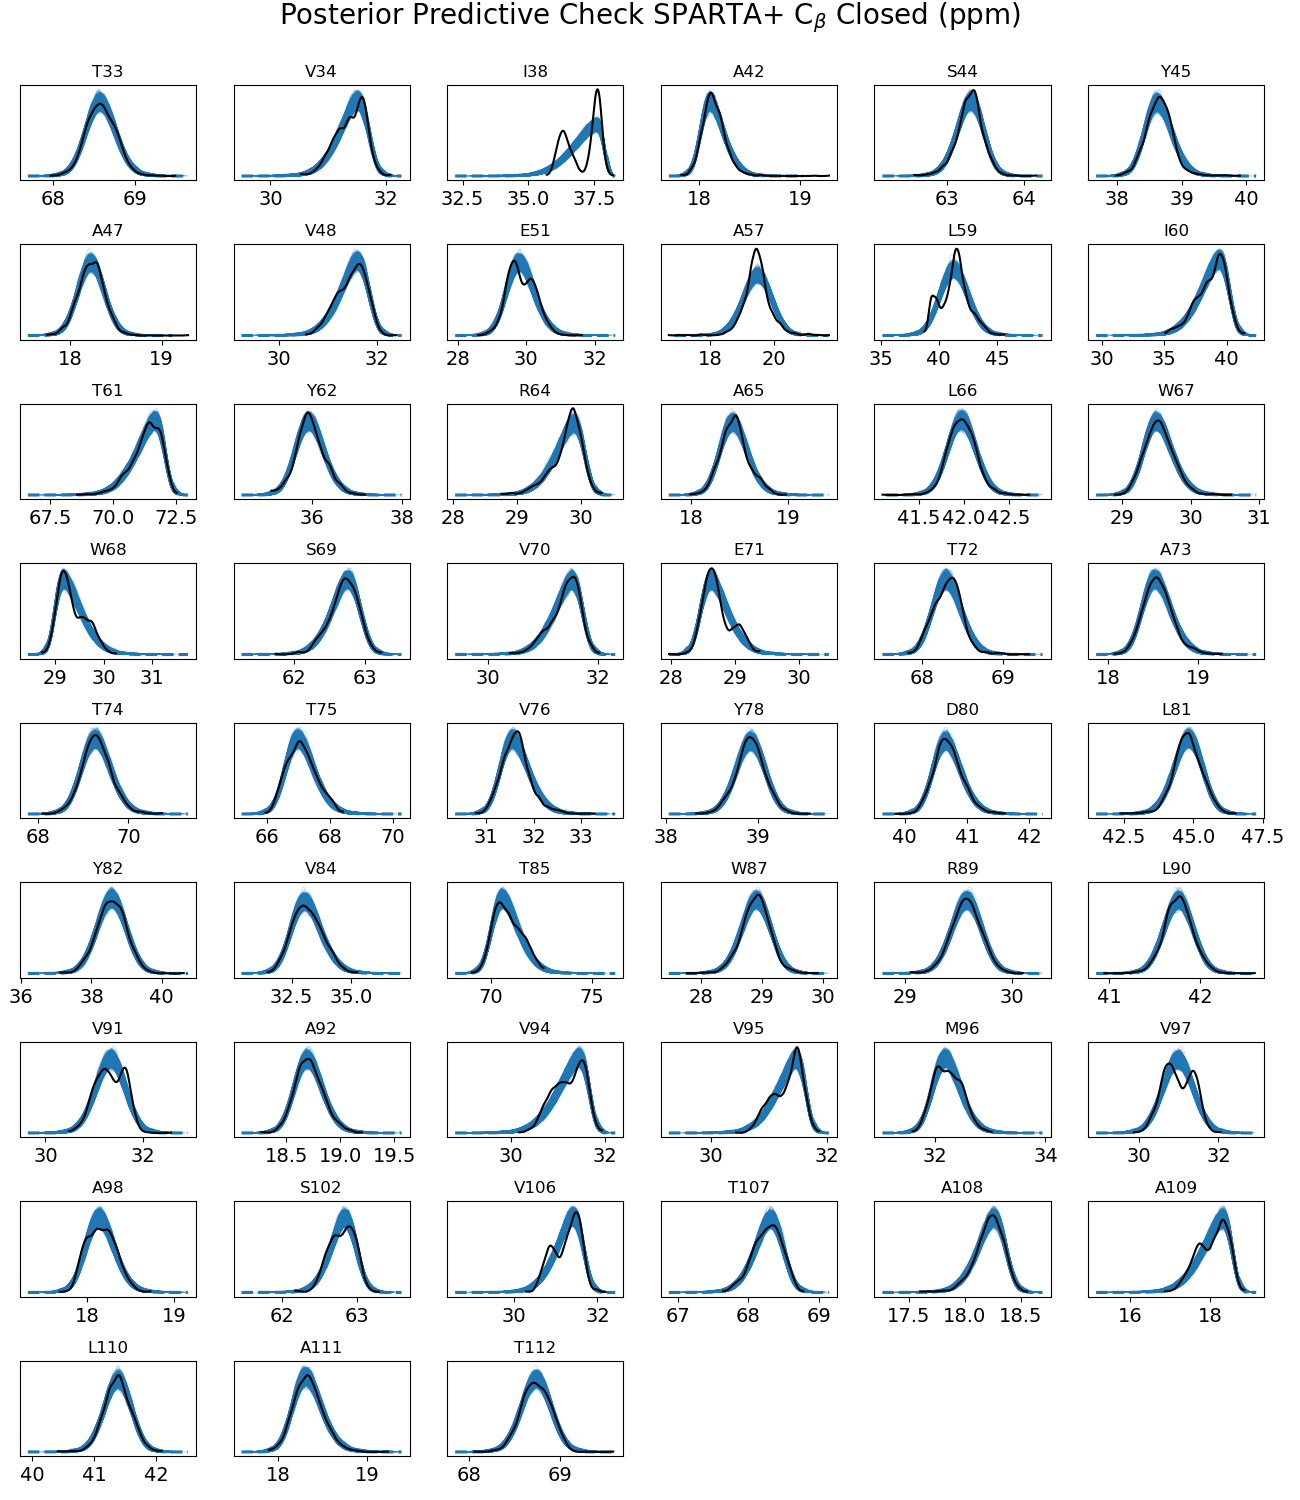 Posterior Predictive Check SPARTA+ Cβ Closed (ppm)
T33 V34 I38 A42 S44 Y45
68 69 30 31 32 32.5 35.0 37.5 18 19 63 64 38 39 40
A47 V48 E51 A57 L59 I60
18 19 30 32 28 30 32 18 20 35 40 45 30 35 40
T61 Y62 R64 A65 L66 W67
67.5 70.0 72.5 36 38 28 29 30 18 19 41.5 42.0 42.5 29 30 31
W68 S69 V70 E71 T72 A73
29 30 31 62 63 30 32 28 29 30 68 69 18 19
T74 T75 V76 Y78 D80 L81
68 70 66 68 70 31 32 33 38 39 40 41 42 42.5 45.0 47.5
Y82 V84 T85 W87 R89 L90
36 38 40 32.5 35.0 70 75 28 29 30 29 30 41 42
V91 A92 V94 V95 M96 V97
30 32 18.5 19.0 19.5 30 32 30 32 32 34 30 32
A98 S102 V106 T107 A108 A109
18 19 62 63 30 32 67 68 69 17.5 18.0 18.5 16 18
L110 A111 T112
40 41 42 18 19 68 69